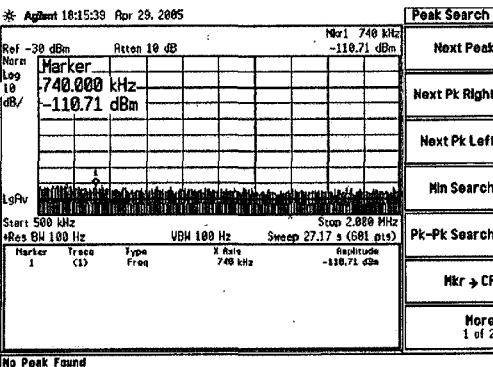 Agilent 18:15:39 Apr 29, 2005
Peak Search
Mkr1 740 kHz
Ref -30 dBm Atten 10 dB -110.71 dBm
Norm
Log
10
dB/
Marker
740.000 kHz
-110.71 dBm
1
LgAv
Start 500 kHz Stop 2.000 MHz
#Res BW 100 Hz VBW 100 Hz Sweep 27.17 s (601 pts)
Marker Trace Type X Axis Amplitude
1 (1) Freq 740 kHz -110.71 dBm
No Peak Found
Next Peak
Next Pk Right
Next Pk Left
Min Search
Pk-Pk Search
Mkr → CF
More
1 of 2